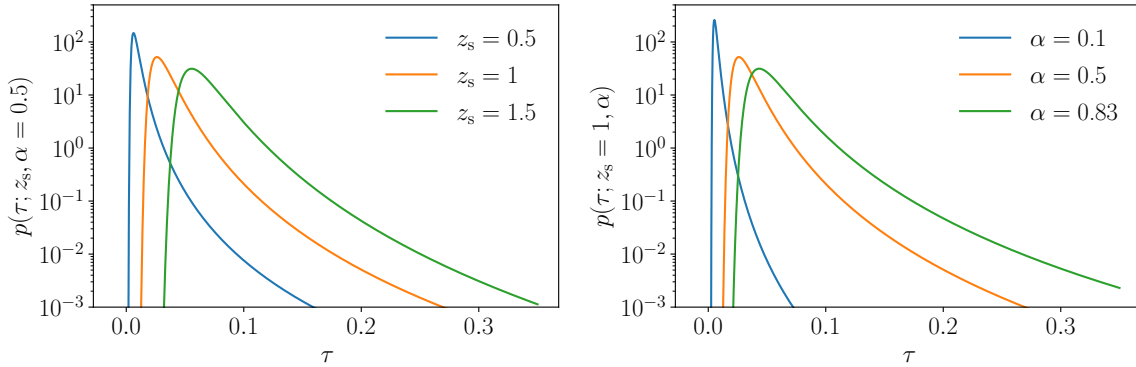 p(τ; z_s, α = 0.5)
10^2
10^1
10^0
10^{-1}
10^{-2}
10^{-3}
0.0 0.1 0.2 0.3
τ
z_s = 0.5
z_s = 1
z_s = 1.5
p(τ; z_s = 1, α)
10^2
10^1
10^0
10^{-1}
10^{-2}
10^{-3}
0.0 0.1 0.2 0.3
τ
α = 0.1
α = 0.5
α = 0.83